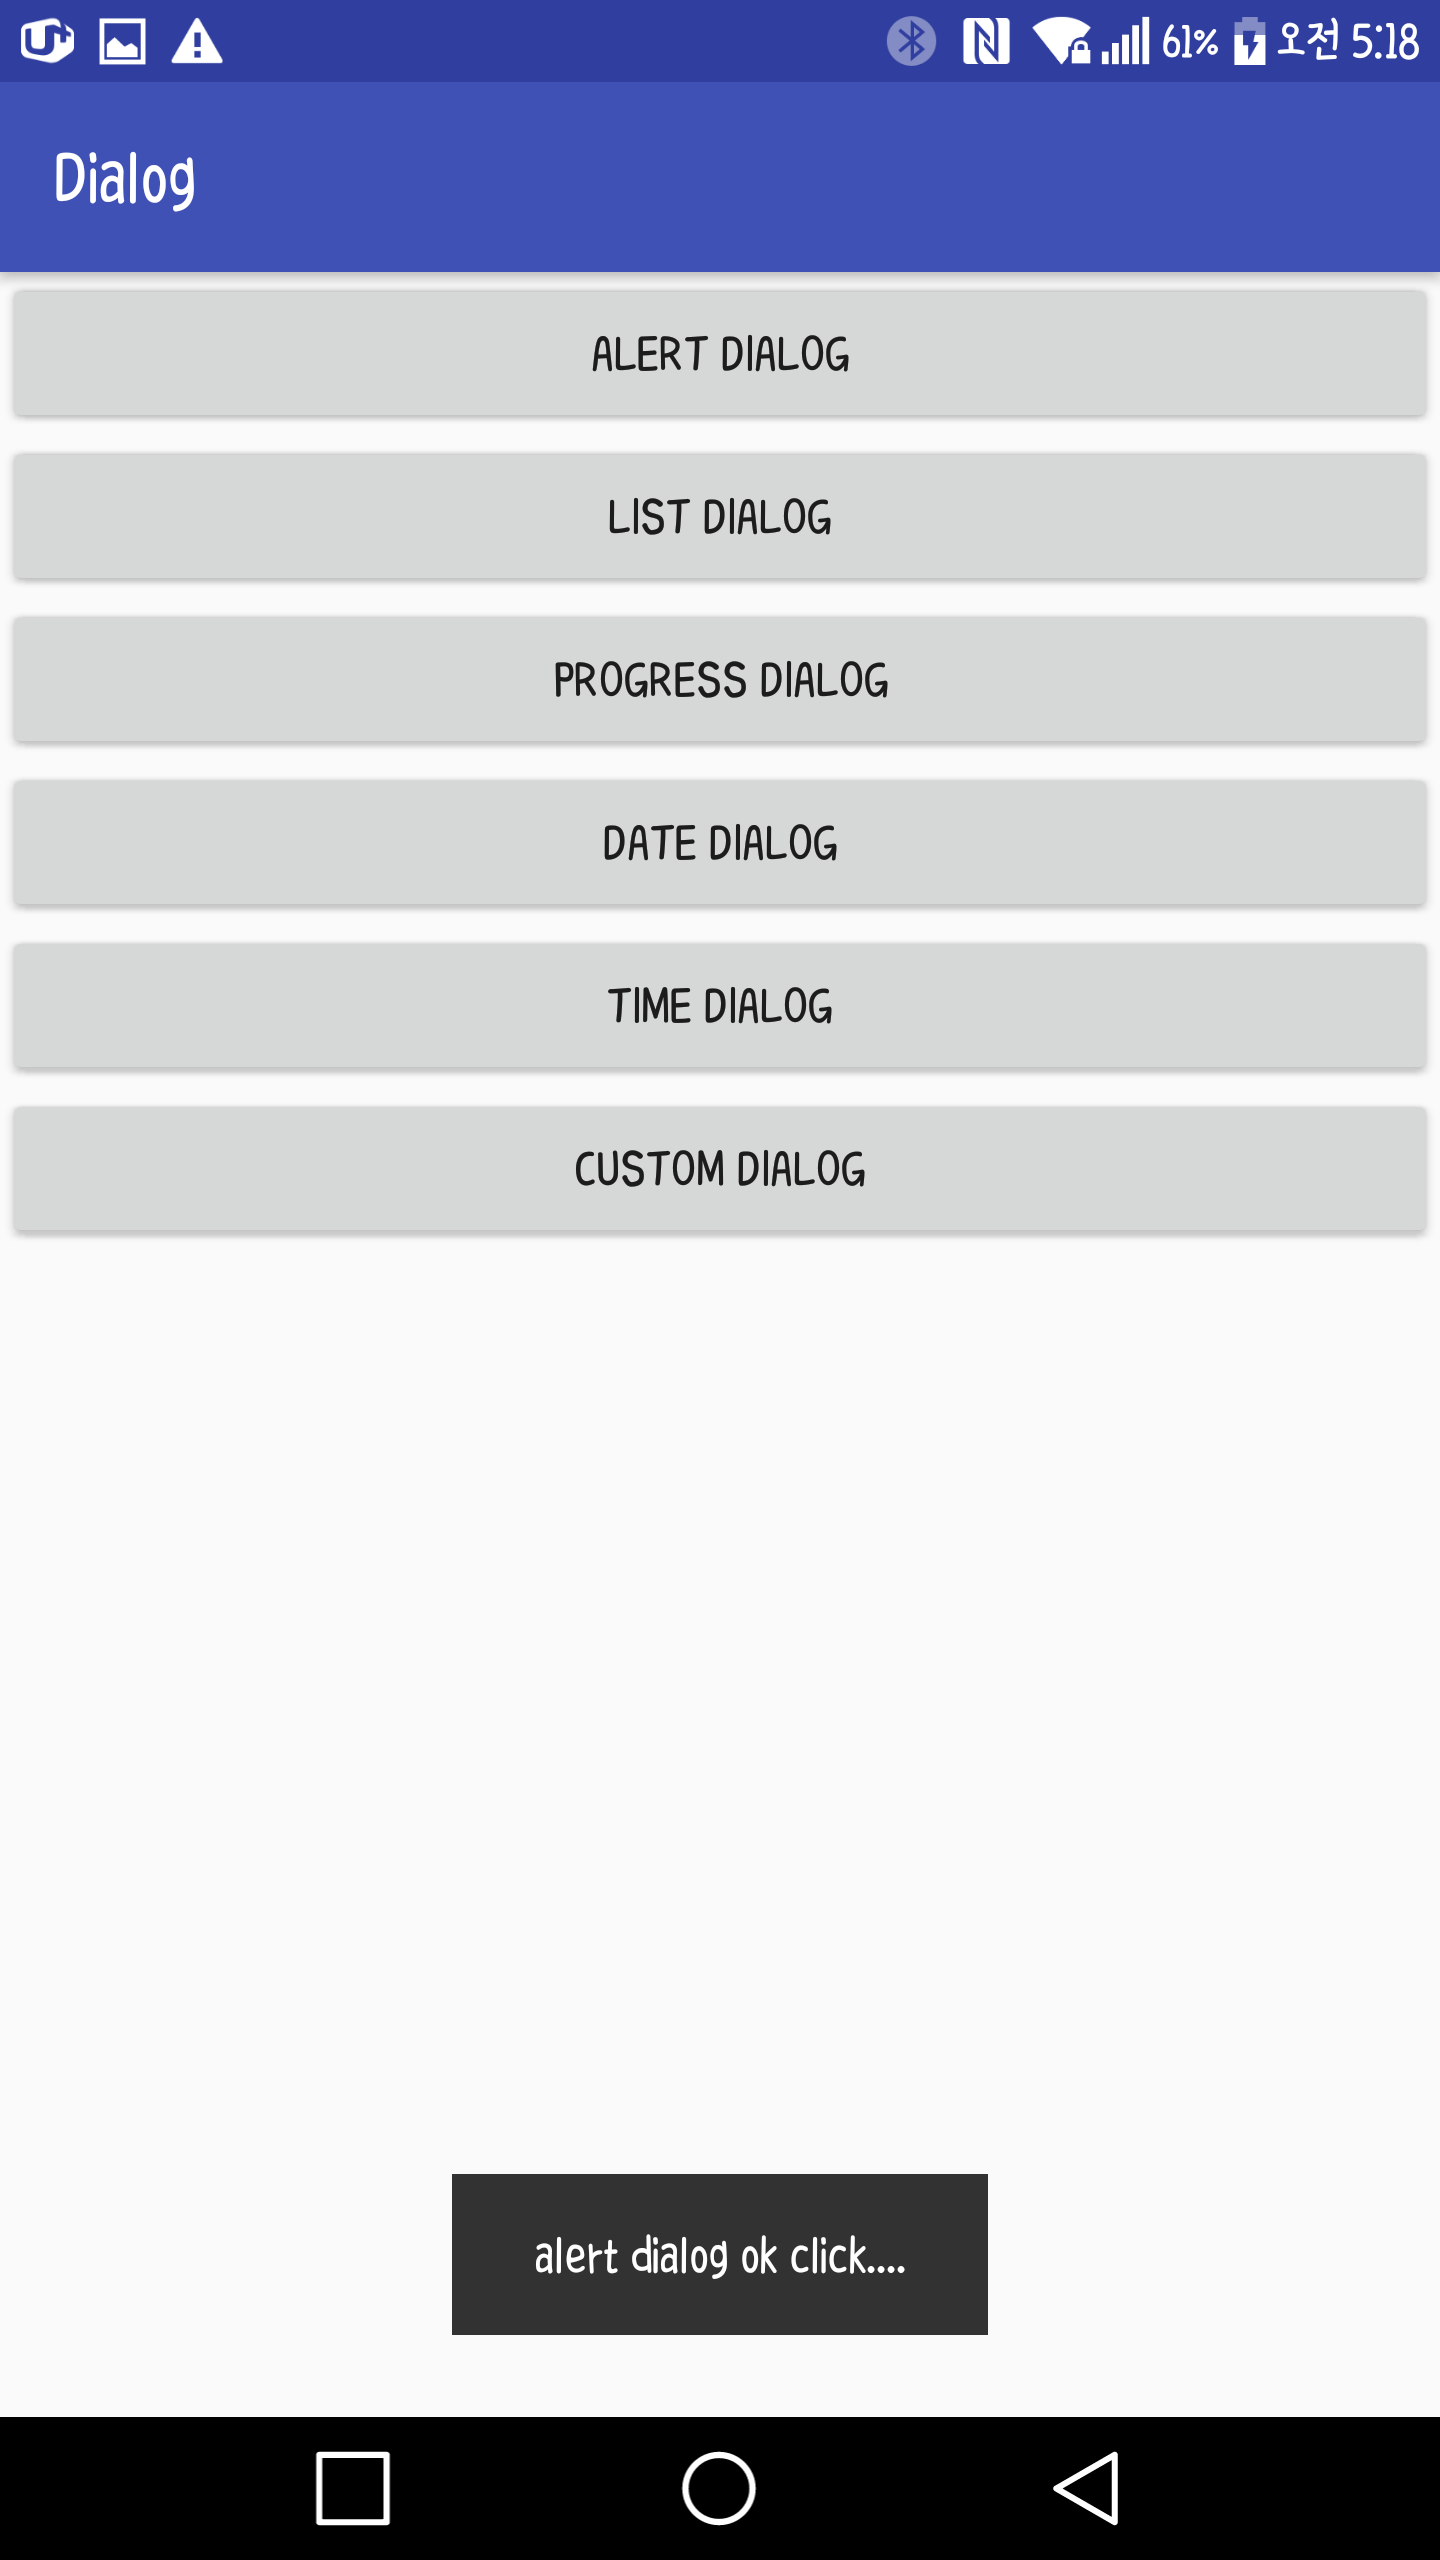 U+ 61% 오전 5:18
Dialog
ALERT DIALOG
LIST DIALOG
PROGRESS DIALOG
DATE DIALOG
TIME DIALOG
CUSTOM DIALOG
alert dialog ok click....